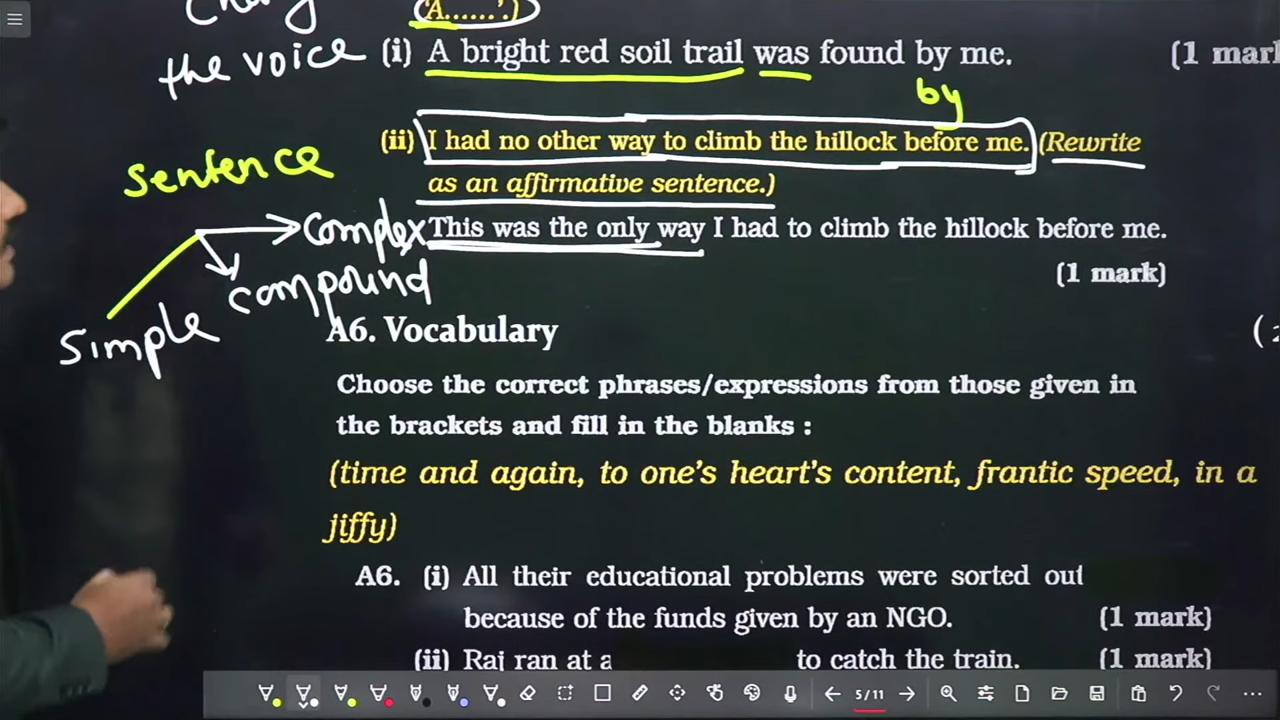 'A......'.)
the voice (i) A bright red soil trail was found by me. (1 mark
by
(ii) I had no other way to climb the hillock before me. (Rewrite
sentence
as an affirmative sentence.)
complex This was the only way I had to climb the hillock before me.
compound (1 mark)
simple
A6. Vocabulary
Choose the correct phrases/expressions from those given in
the brackets and fill in the blanks :
(time and again, to one's heart's content, frantic speed, in a
jiffy)
A6. (i) All their educational problems were sorted out
because of the funds given by an NGO. (1 mark)
(ii) Raj ran at a to catch the train. (1 mark)
5/11